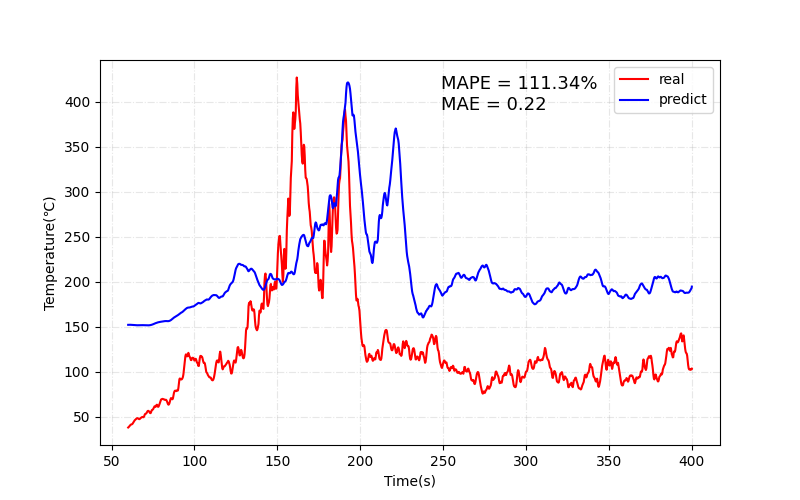 MAPE = 111.34%
MAE = 0.22
real
predict
Temperature(℃)
400
350
300
250
200
150
100
50
50 100 150 200 250 300 350 400
Time(s)